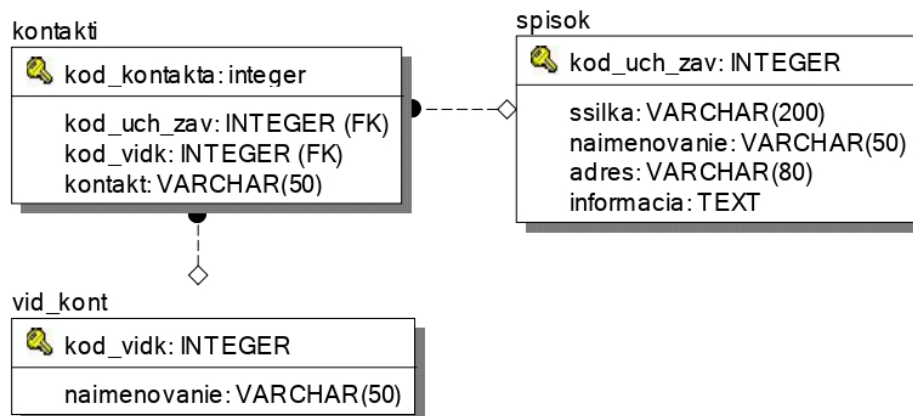 kontakti
kod_kontakta: integer
kod_uch_zav: INTEGER (FK)
kod_vidk: INTEGER (FK)
kontakt: VARCHAR(50)
spisok
kod_uch_zav: INTEGER
ssilka: VARCHAR(200)
naimenovanie: VARCHAR(50)
adres: VARCHAR(80)
informacia: TEXT
vid_kont
kod_vidk: INTEGER
naimenovanie: VARCHAR(50)